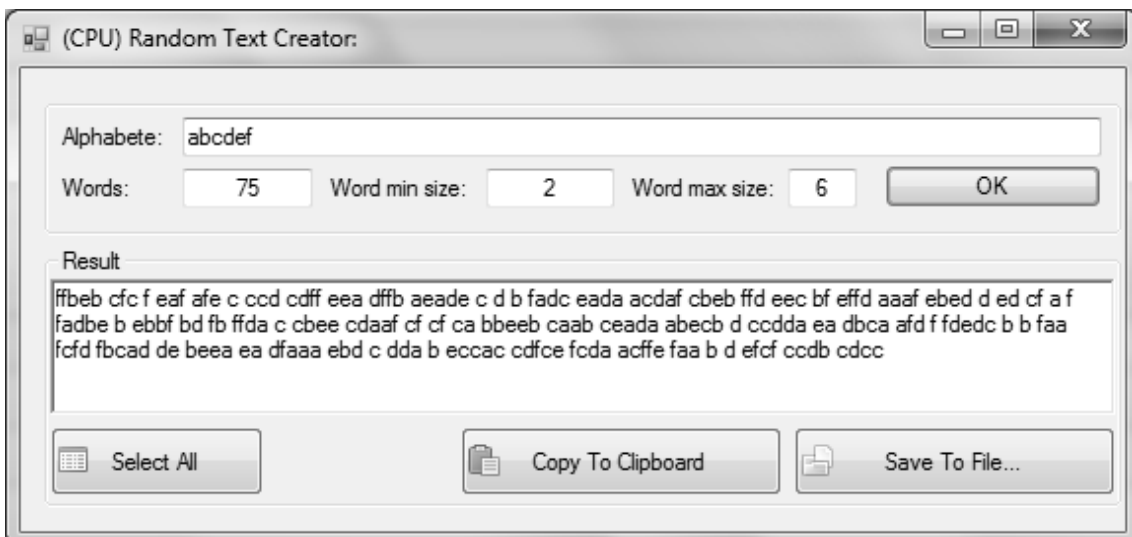 (CPU) Random Text Creator:
Alphabete: abcdef
Words: 75 Word min size: 2 Word max size: 6 OK
Result
ffbeb cfc f eaf afe c ccd cdff eea dffb aeade c d b fadc eada acdaf cbeb ffd eec bf effd aaaf ebed d ed cf a f
fadbe b ebbf bd fb ffda c cbee cdaaf cf cf ca bbeeb caab ceada abecb d ccdda ea dbca afd f fdedc b b faa
fcfd fbcad de beea ea dfaaa ebd c dda b eccac cdfce fcda acffe faa b d efcf ccdb cdcc
Select All Copy To Clipboard Save To File...